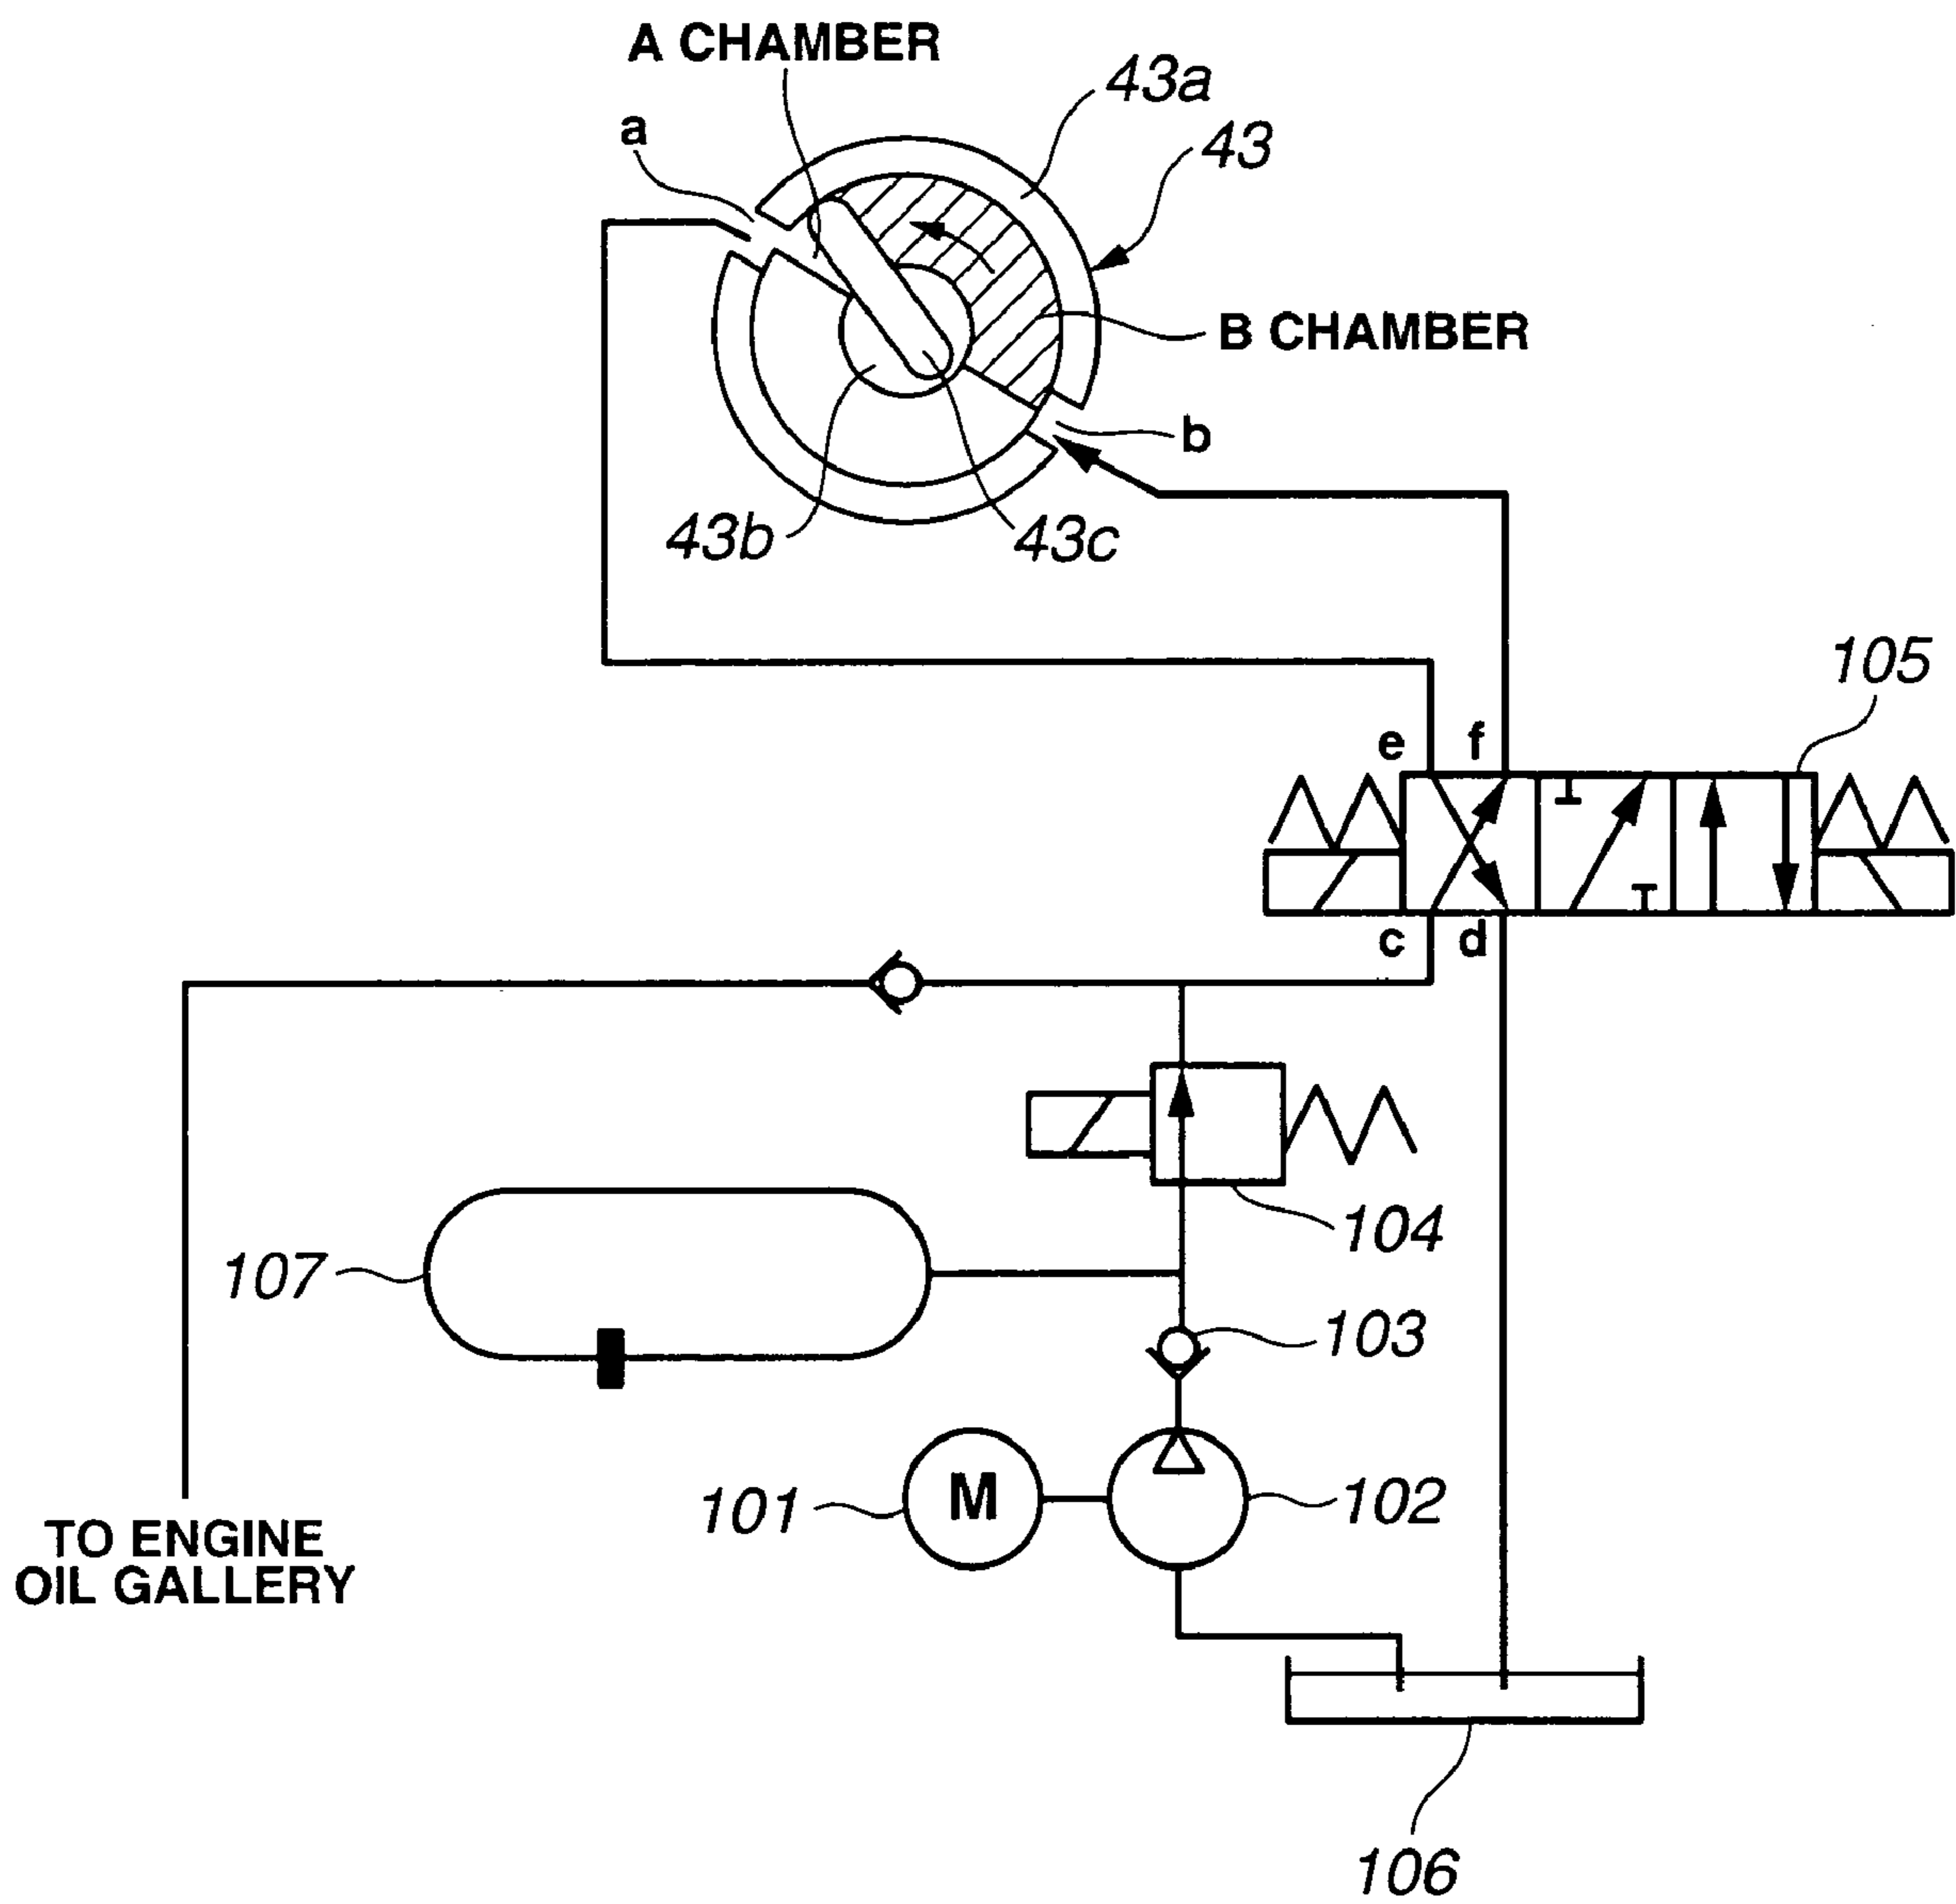 A CHAMBER
43a
a
43
B CHAMBER
b
43b
43c
105
e
f
c
d
104
107
103
M
101
102
TO ENGINE
OIL GALLERY
106